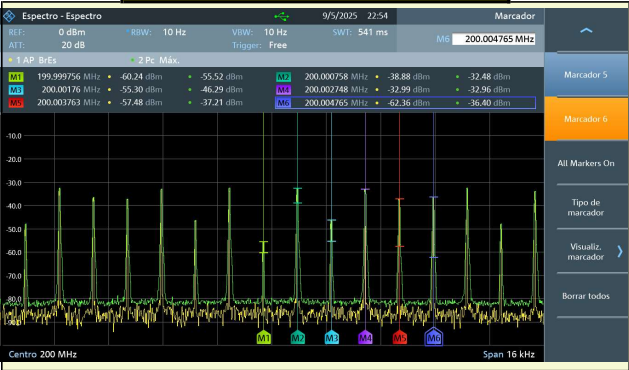 Espectro - Espectro 9/5/2025 22:54 Marcador
REF: 0 dBm RBW: 10 Hz VBW: 10 Hz SWT: 541 ms M6 200.004765 MHz
ATT: 20 dB Trigger: Free
1 AP BrEs 2 Pc Máx.
M1 199.999756 MHz -60.24 dBm -55.52 dBm M2 200.000758 MHz -38.88 dBm -32.48 dBm
M3 200.00176 MHz -55.30 dBm -46.29 dBm M4 200.002748 MHz -32.99 dBm -32.96 dBm
M5 200.003763 MHz -57.48 dBm -37.21 dBm M6 200.004765 MHz -62.36 dBm -36.40 dBm
Marcador 5
Marcador 6
All Markers On
Tipo de
marcador
Visualiz.
marcador
Borrar todos
-10.0
-20.0
-30.0
-40.0
-50.0
-60.0
-70.0
-80.0
-90.0
M1 M2 M3 M4 M5 M6
Centro 200 MHz Span 16 kHz